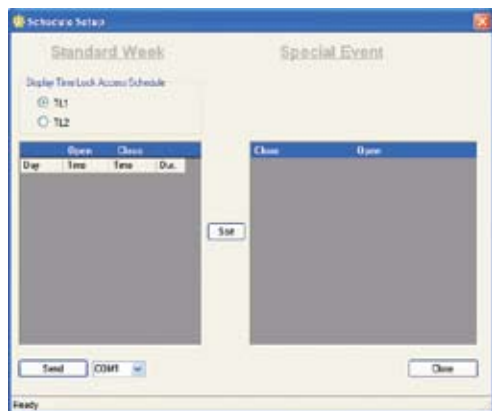 Schedule Setup
Standard Week
Special Event
Display Time Lock Access Schedule
TL1
TL2
Open Close
Day Time Time Dur.
Close Open
Send COM1
Close
Ready